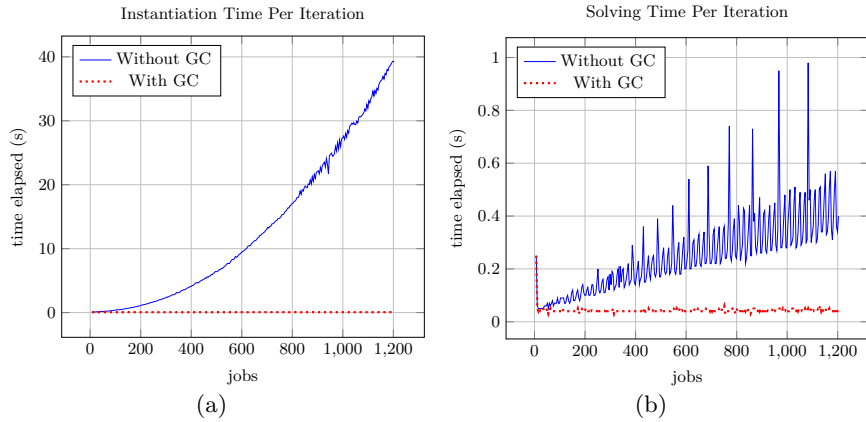 Instantiation Time Per Iteration
Without GC
With GC
40
30
20
10
0
time elapsed (s)
0
200
400
600
800
1,000
1,200
jobs
(a)
Solving Time Per Iteration
Without GC
With GC
1
0.8
0.6
0.4
0.2
0
time elapsed (s)
0
200
400
600
800
1,000
1,200
jobs
(b)